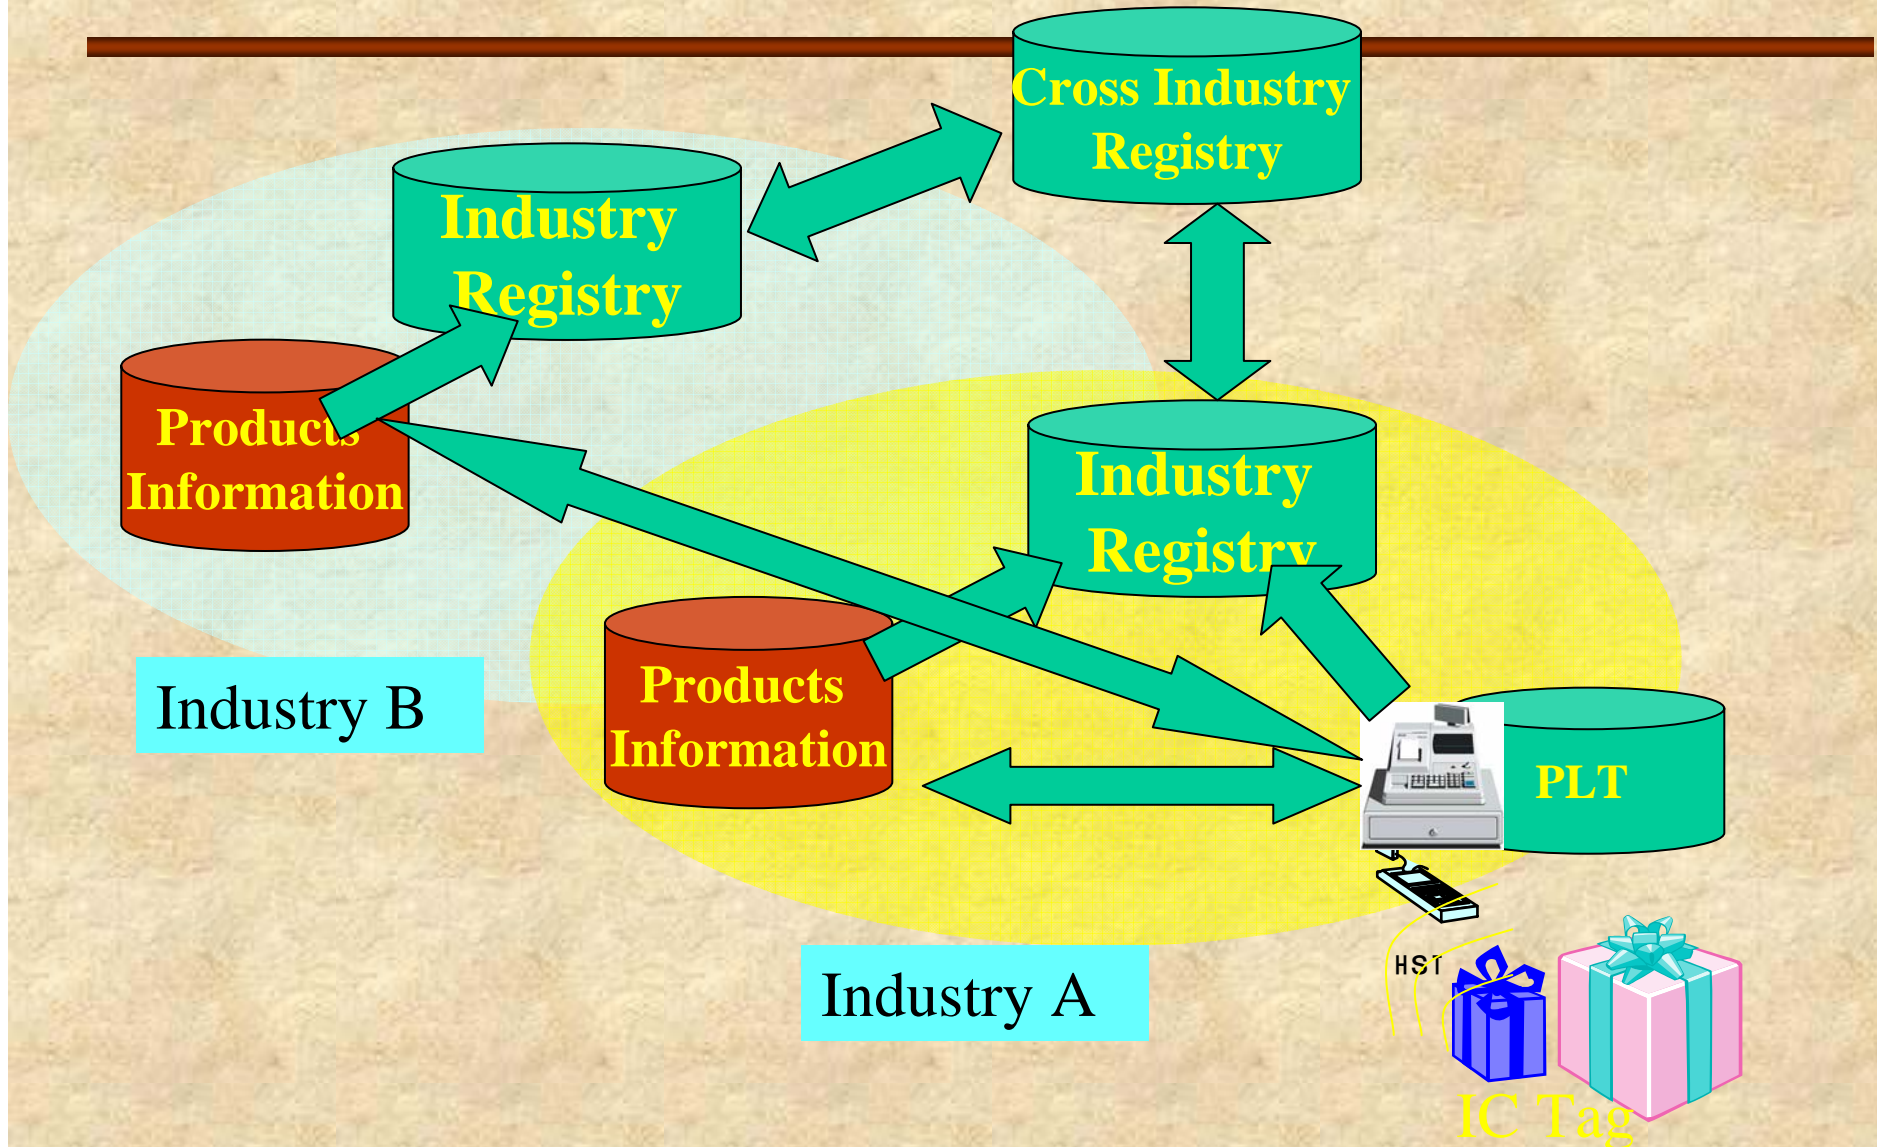 Cross Industry
Registry
Industry
Registry
Products
Information
Industry
Registry
Products
Information
Industry B
PLT
HST
Industry A
IC Tag